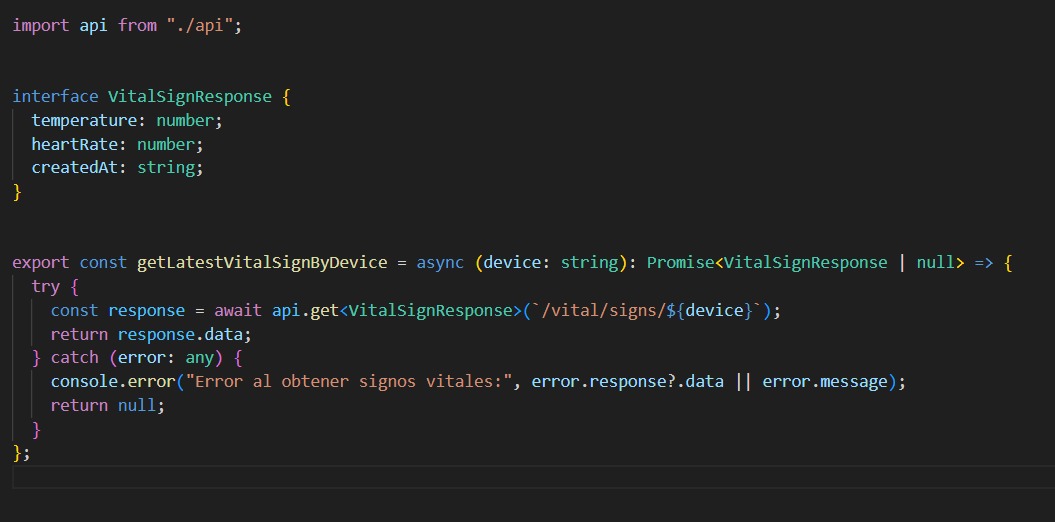 import api from "./api";
interface VitalSignResponse {
temperature: number;
heartRate: number;
createdAt: string;
}
export const getLatestVitalSignByDevice = async (device: string): Promise<VitalSignResponse | null> => {
try {
const response = await api.get<VitalSignResponse>(`/vital/signs/${device}`);
return response.data;
} catch (error: any) {
console.error("Error al obtener signos vitales:", error.response?.data || error.message);
return null;
}
};